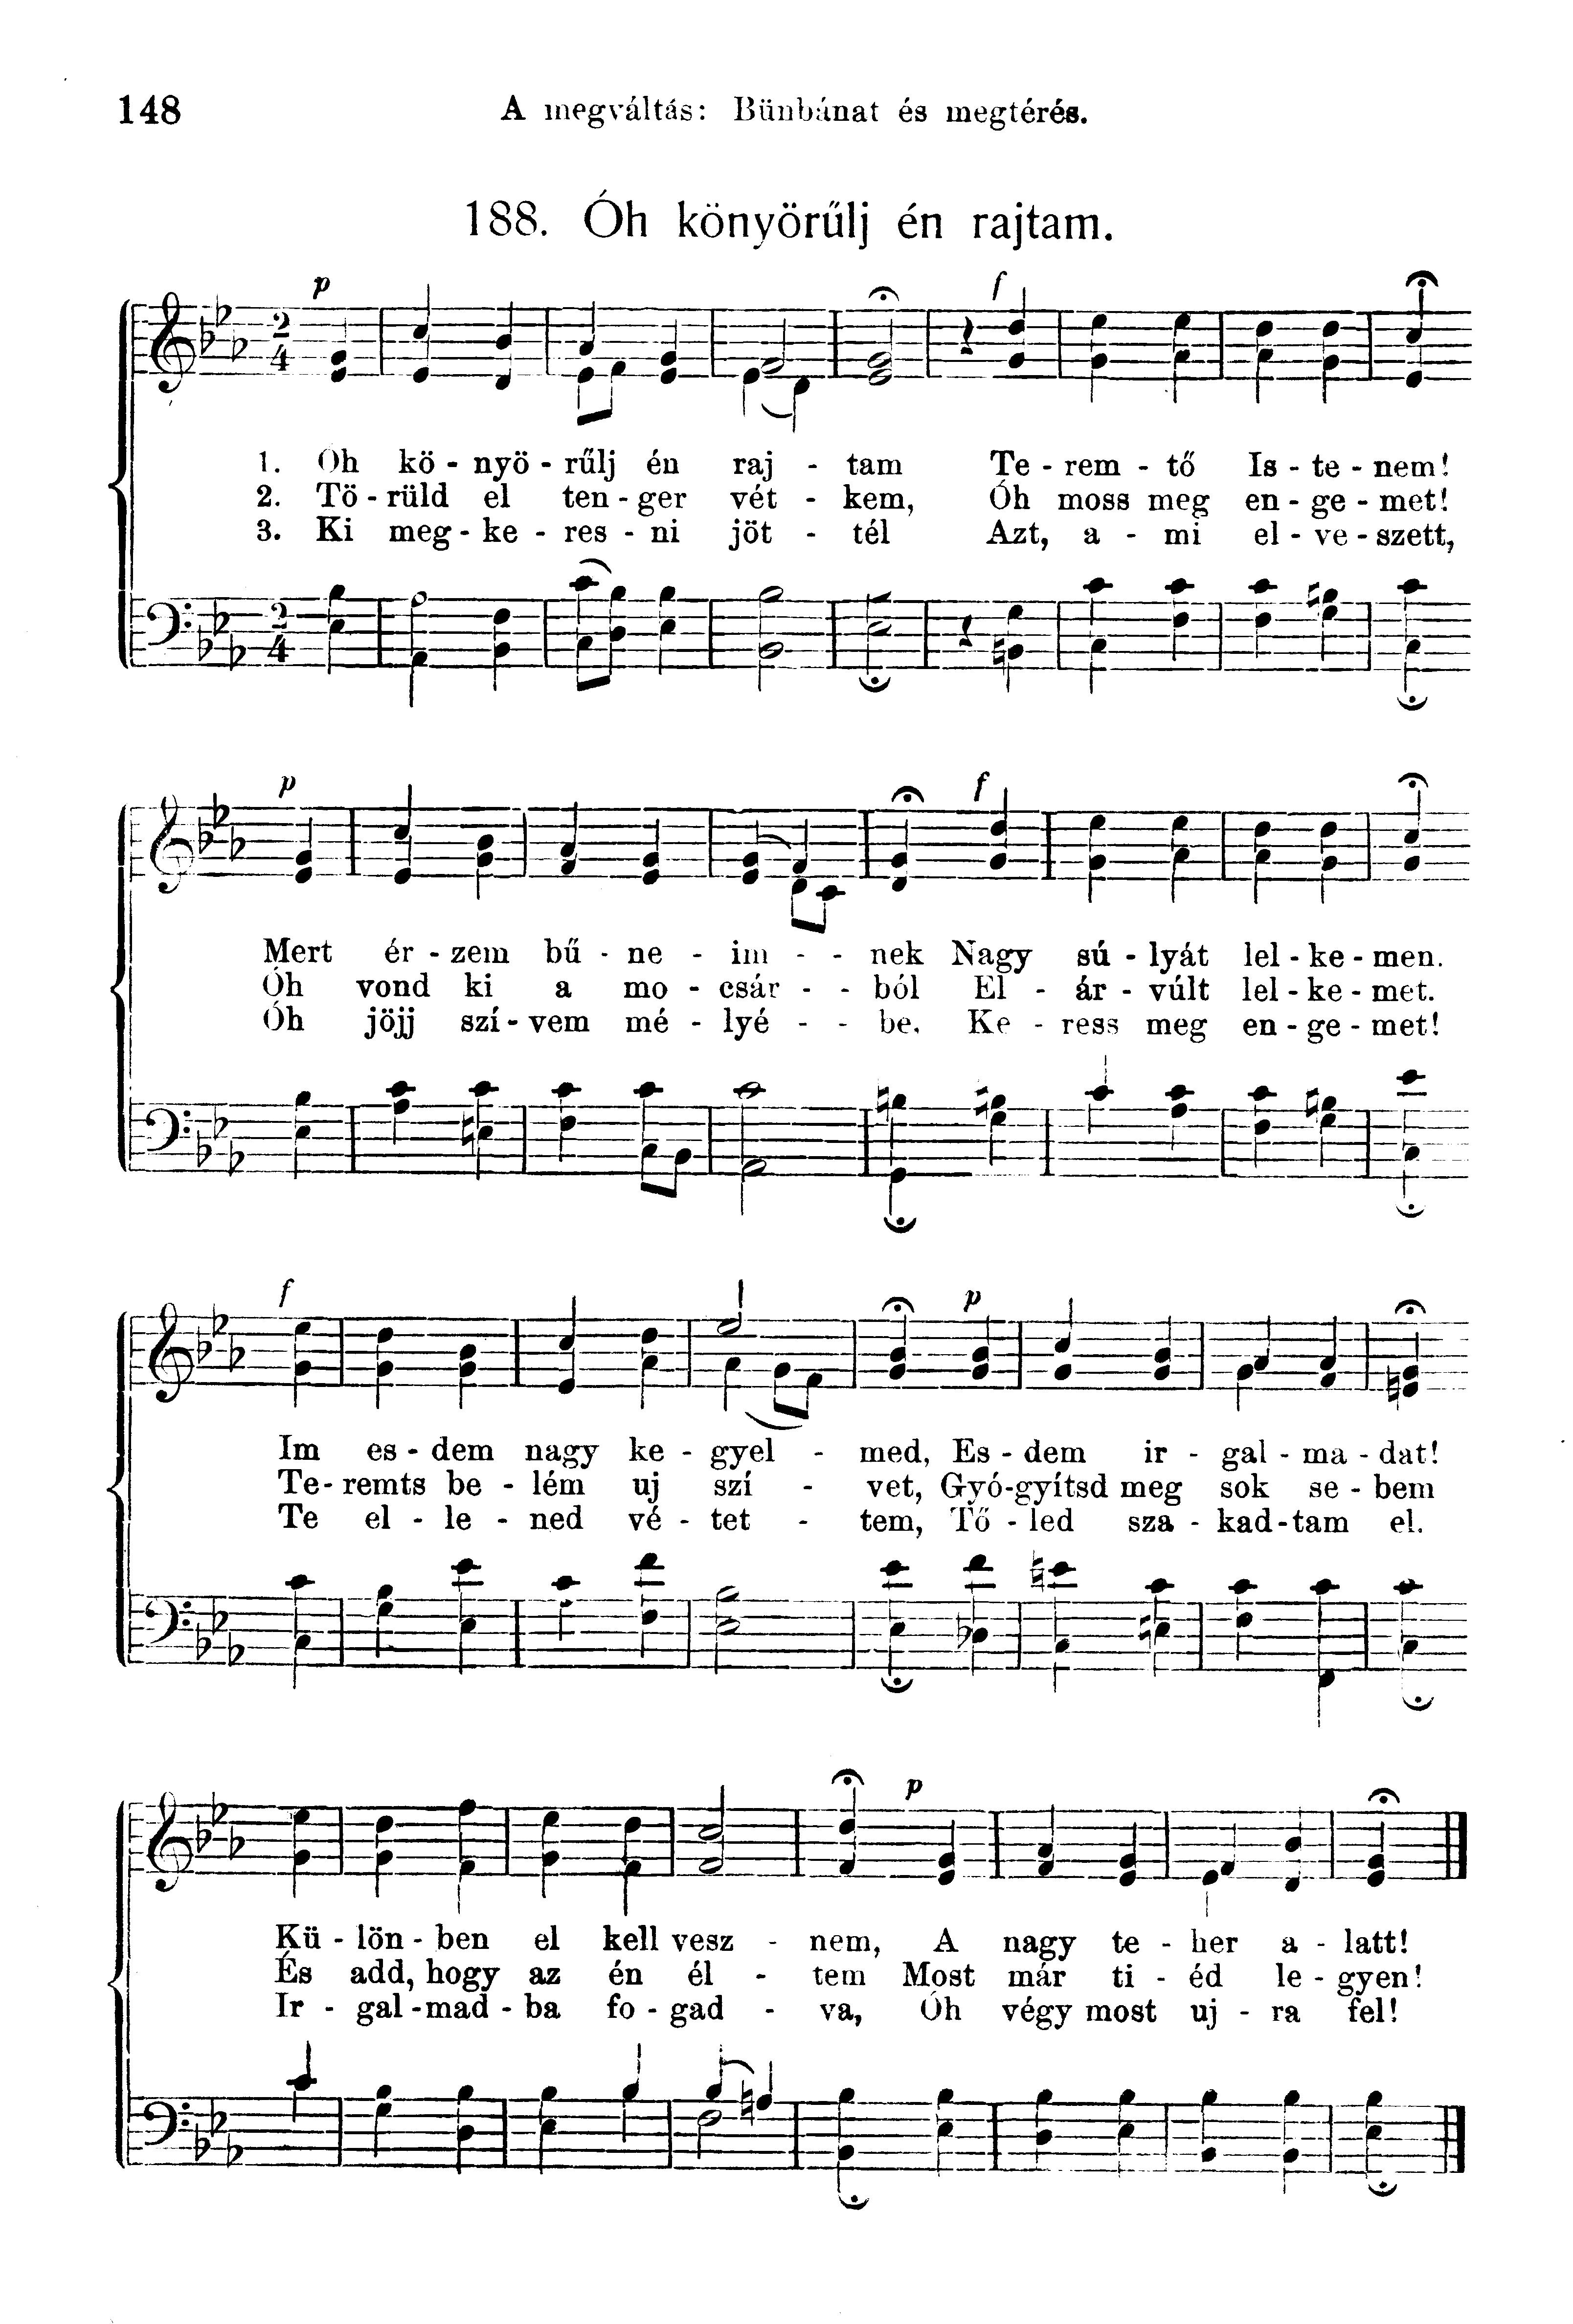 148 A megváltás: Bünbánat és megtérés.
188. Óh könyörűlj én rajtam.
p f
2 4
1. Oh kö - nyö - rűlj én raj - tam Te - rem - tő Is - te - nem!
2. Tö - rüld el ten - ger vét - kem, Óh moss meg en - ge - met!
3. Ki meg - ke - res - ni jöt - tél Azt, a - mi el - ve - szett,
2 4
p f
Mert ér - zem bű - ne - im - - nek Nagy sú - lyát lel - ke - men.
Óh vond ki a mo - csár - - ból El - ár - vúlt lel - ke - met.
Óh jöjj szí - vem mé - lyé - - be. Ke - ress meg en - ge - met!
f p
Im es - dem nagy ke - gyel - med, Es - dem ir - gal - ma - dat!
Te - remts be - lém uj szí - vet, Gyó - gyítsd meg sok se - bem
Te el - le - ned vé - tet - tem, Tő - led sza - kad - tam el.
p
Kü - lön - ben el kell vesz - nem, A nagy te - her a - latt!
És add, hogy az én él - tem Most már ti - éd le - gyen!
Ir - gal - mad - ba fo - gad - va, Óh végy most uj - ra fel!